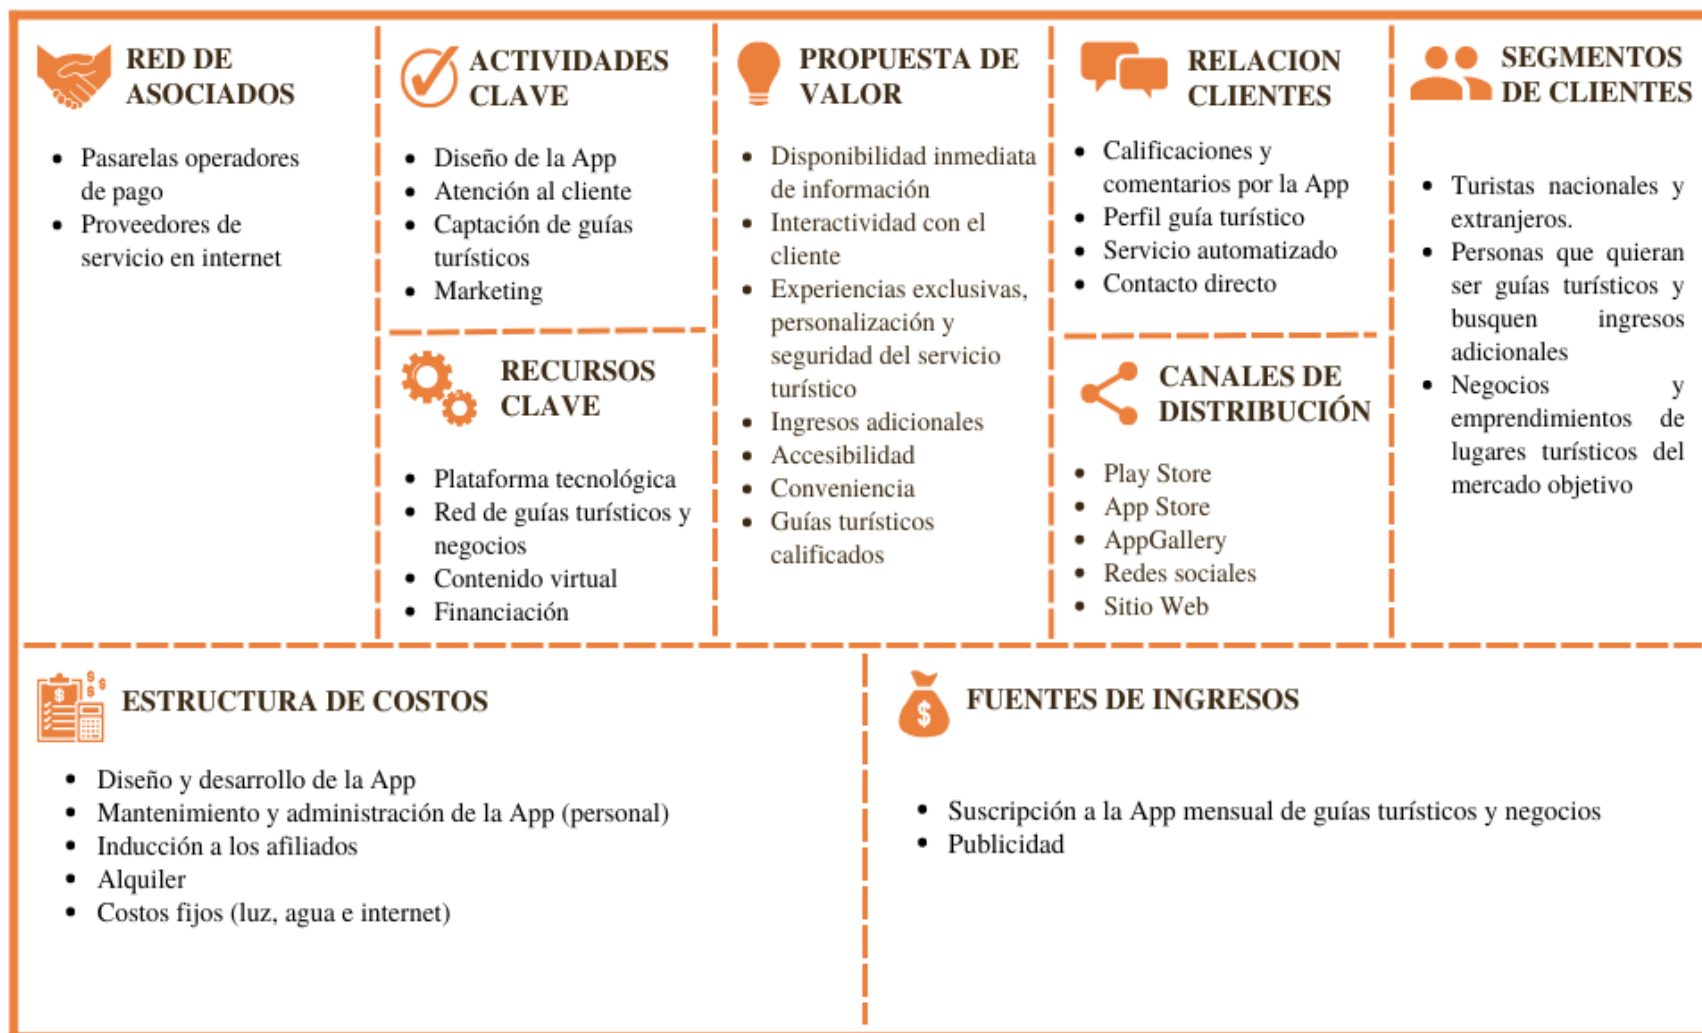 RED DE
ASOCIADOS
• Pasarelas operadores
de pago
• Proveedores de
servicio en internet
ACTIVIDADES
CLAVE
• Diseño de la App
• Atención al cliente
• Captación de guías
turísticos
• Marketing
RECURSOS
CLAVE
• Plataforma tecnológica
• Red de guías turísticos y
negocios
• Contenido virtual
• Financiación
PROPUESTA DE
VALOR
• Disponibilidad inmediata
de información
• Interactividad con el
cliente
• Experiencias exclusivas,
personalización y
seguridad del servicio
turístico
• Ingresos adicionales
• Accesibilidad
• Conveniencia
• Guías turísticos
calificados
RELACION
CLIENTES
• Calificaciones y
comentarios por la App
• Perfil guía turístico
• Servicio automatizado
• Contacto directo
CANALES DE
DISTRIBUCIÓN
• Play Store
• App Store
• AppGallery
• Redes sociales
• Sitio Web
SEGMENTOS
DE CLIENTES
• Turistas nacionales y
extranjeros.
• Personas que quieran
ser guías turísticos y
busquen ingresos
adicionales
• Negocios y
emprendimientos de
lugares turísticos del
mercado objetivo
$ $ $ $
ESTRUCTURA DE COSTOS
• Diseño y desarrollo de la App
• Mantenimiento y administración de la App (personal)
• Inducción a los afiliados
• Alquiler
• Costos fijos (luz, agua e internet)
$
FUENTES DE INGRESOS
• Suscripción a la App mensual de guías turísticos y negocios
• Publicidad